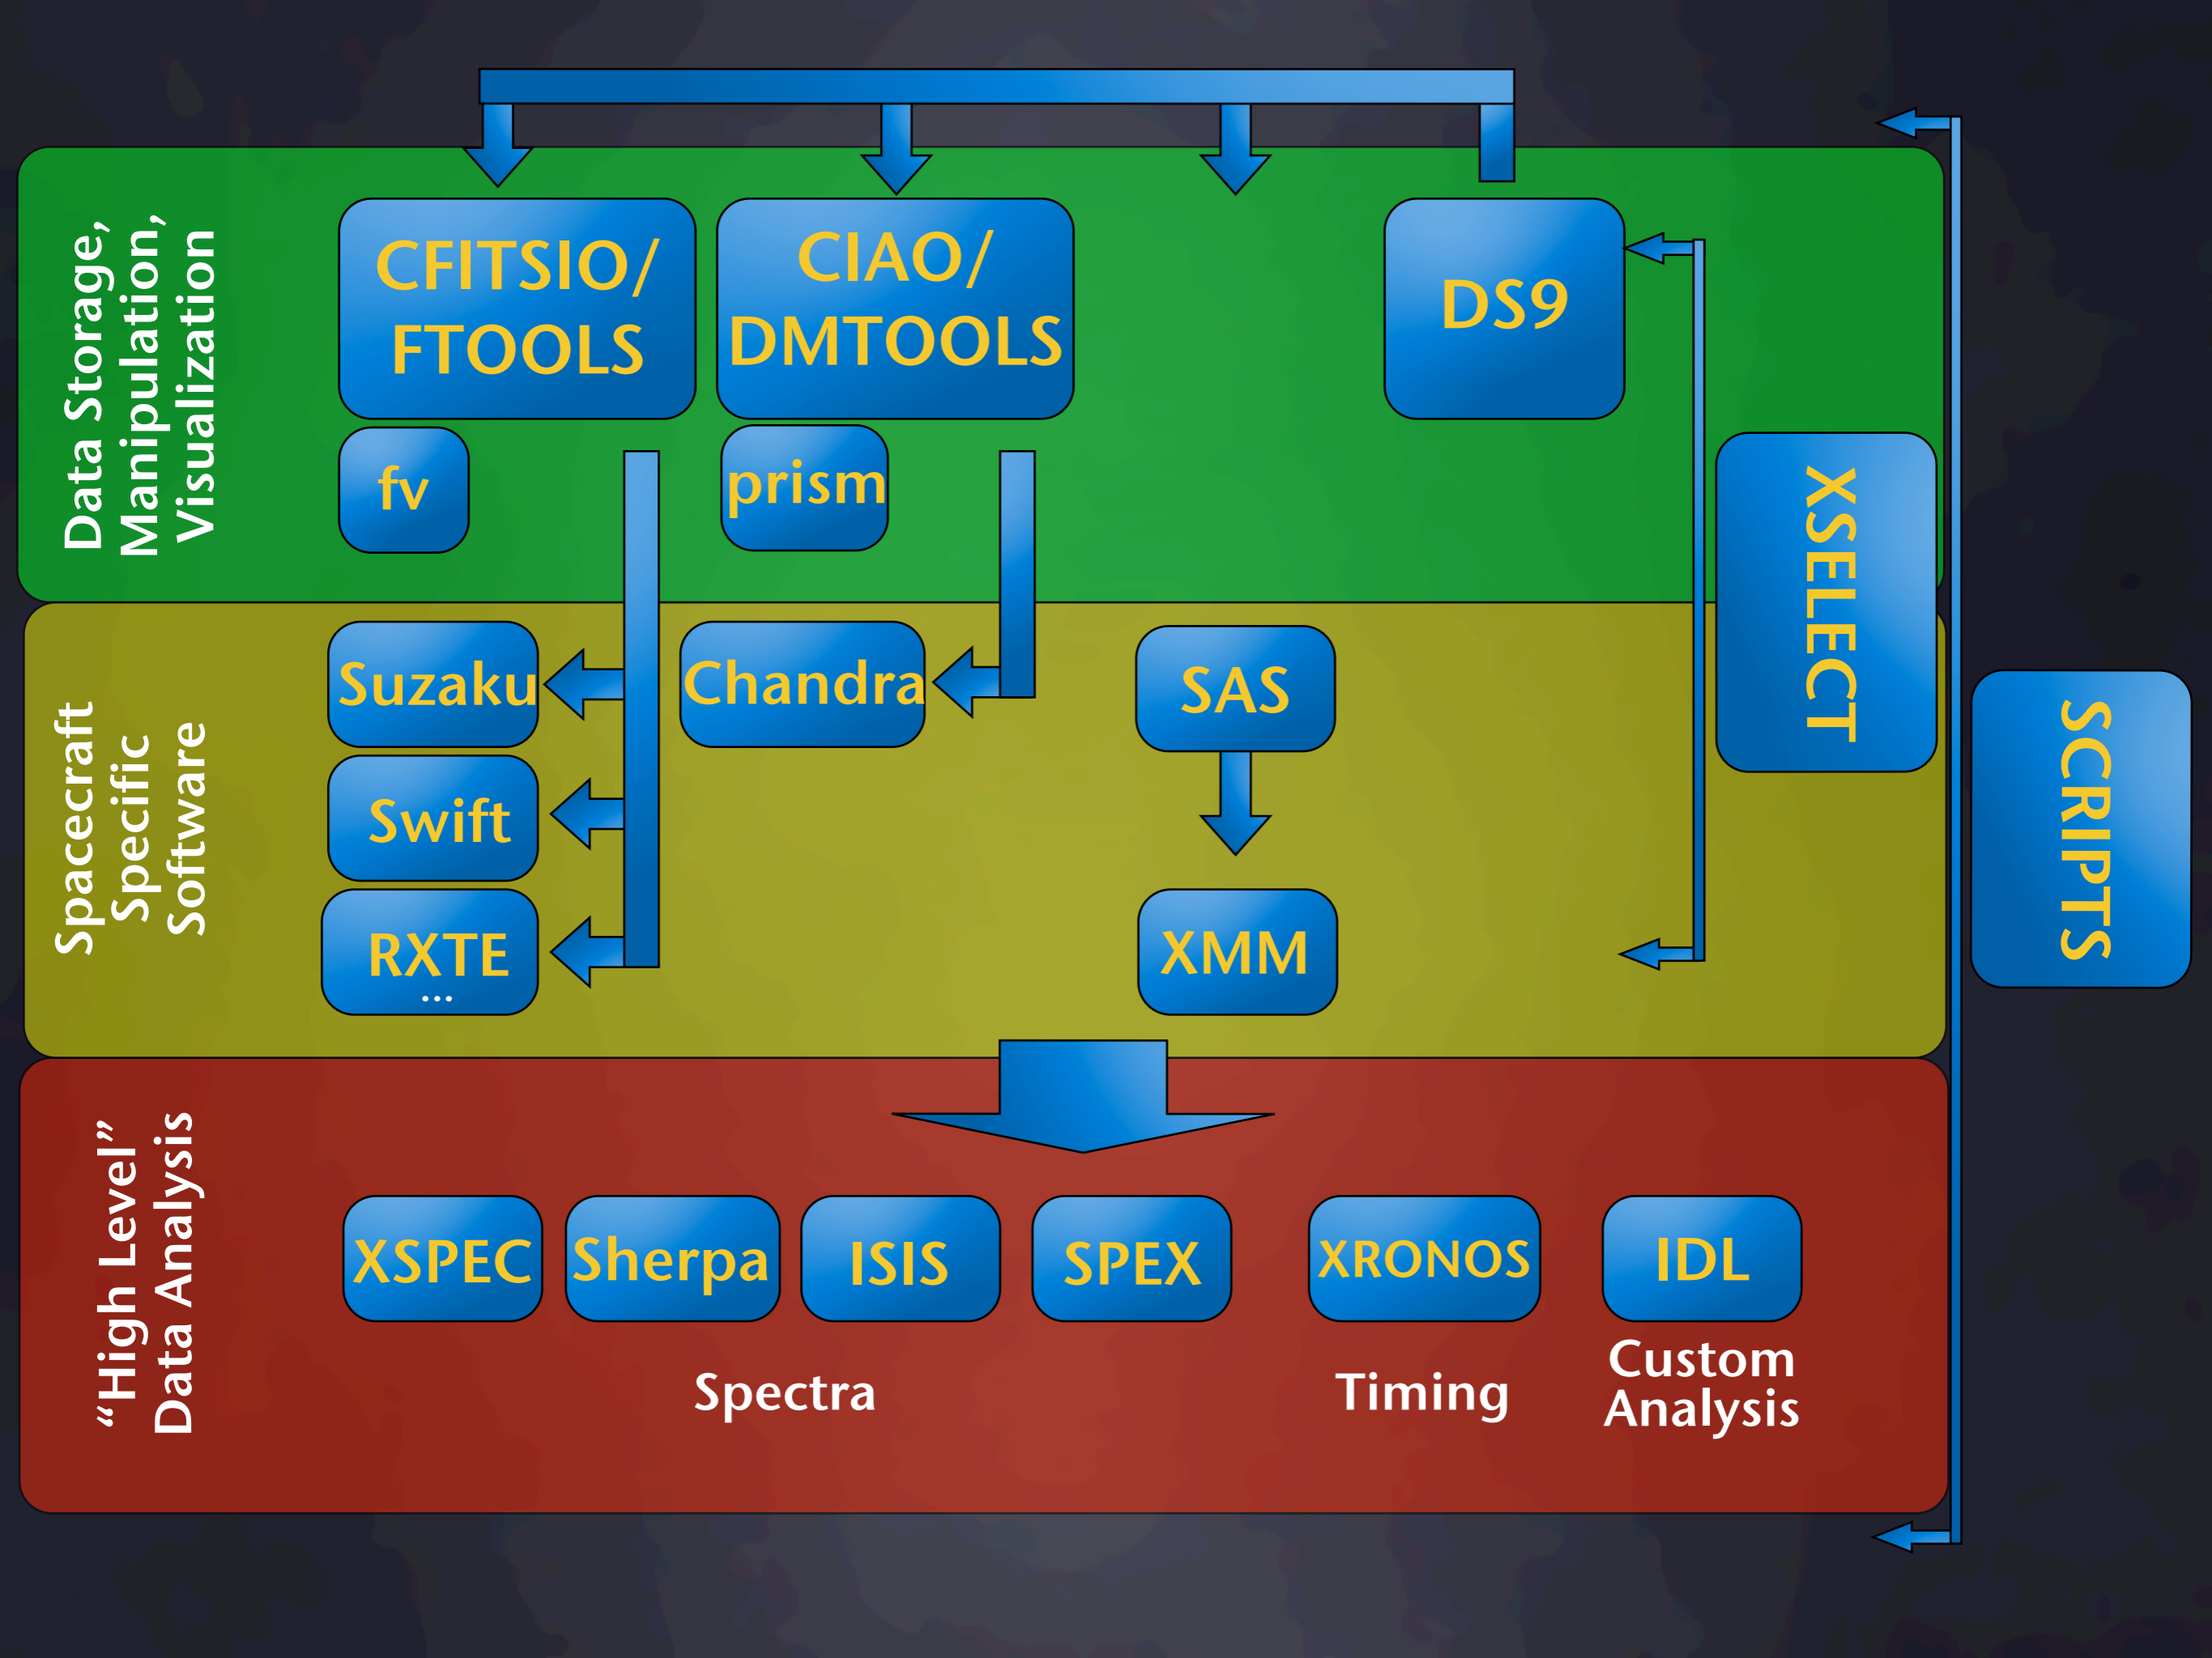 Data Storage,
Manipulation,
Visualization
CFITSIO/
FTOOLS
CIAO/
DMTOOLS
DS9
fv
prism
XSELECT
Spacecraft
Specific
Software
Suzaku
Chandra
SAS
Swift
RXTE
...
XMM
SCRIPTS
“High Level”
Data Analysis
XSPEC
Sherpa
ISIS
SPEX
XRONOS
IDL
Spectra
Timing
Custom
Analysis